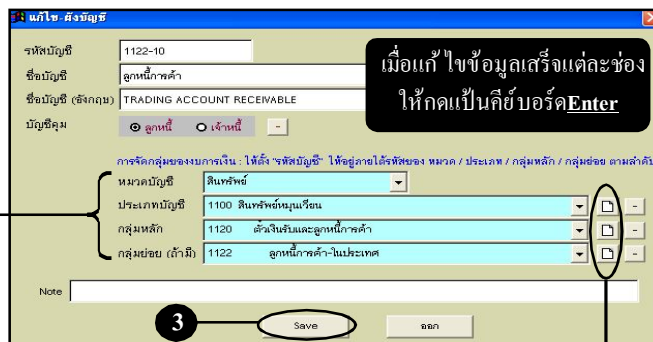 แก้ไข-ผังบัญชี
รหัสบัญชี 1122-10
ชื่อบัญชี ลูกหนี้การค้า
ชื่อบัญชี (อังกฤษ) TRADING ACCOUNT RECEIVABLE
บัญชีคุม ลูกหนี้ เจ้าหนี้ -
เมื่อแก้ไขข้อมูลเสร็จแต่ละช่อง
ให้กดแป้นคีย์บอร์ดEnter
การจัดกลุ่มของงบการเงิน : ให้ตั้ง "รหัสบัญชี" ให้อยู่ภายใต้รหัสของ หมวด / ประเภท / กลุ่มหลัก / กลุ่มย่อย ตามลำดับ
หมวดบัญชี สินทรัพย์
ประเภทบัญชี 1100 สินทรัพย์หมุนเวียน -
กลุ่มหลัก 1120 ตั๋วเงินรับและลูกหนี้การค้า -
กลุ่มย่อย (ถ้ามี) 1122 ลูกหนี้การค้า-ในประเทศ -
Note
3 Save ออก